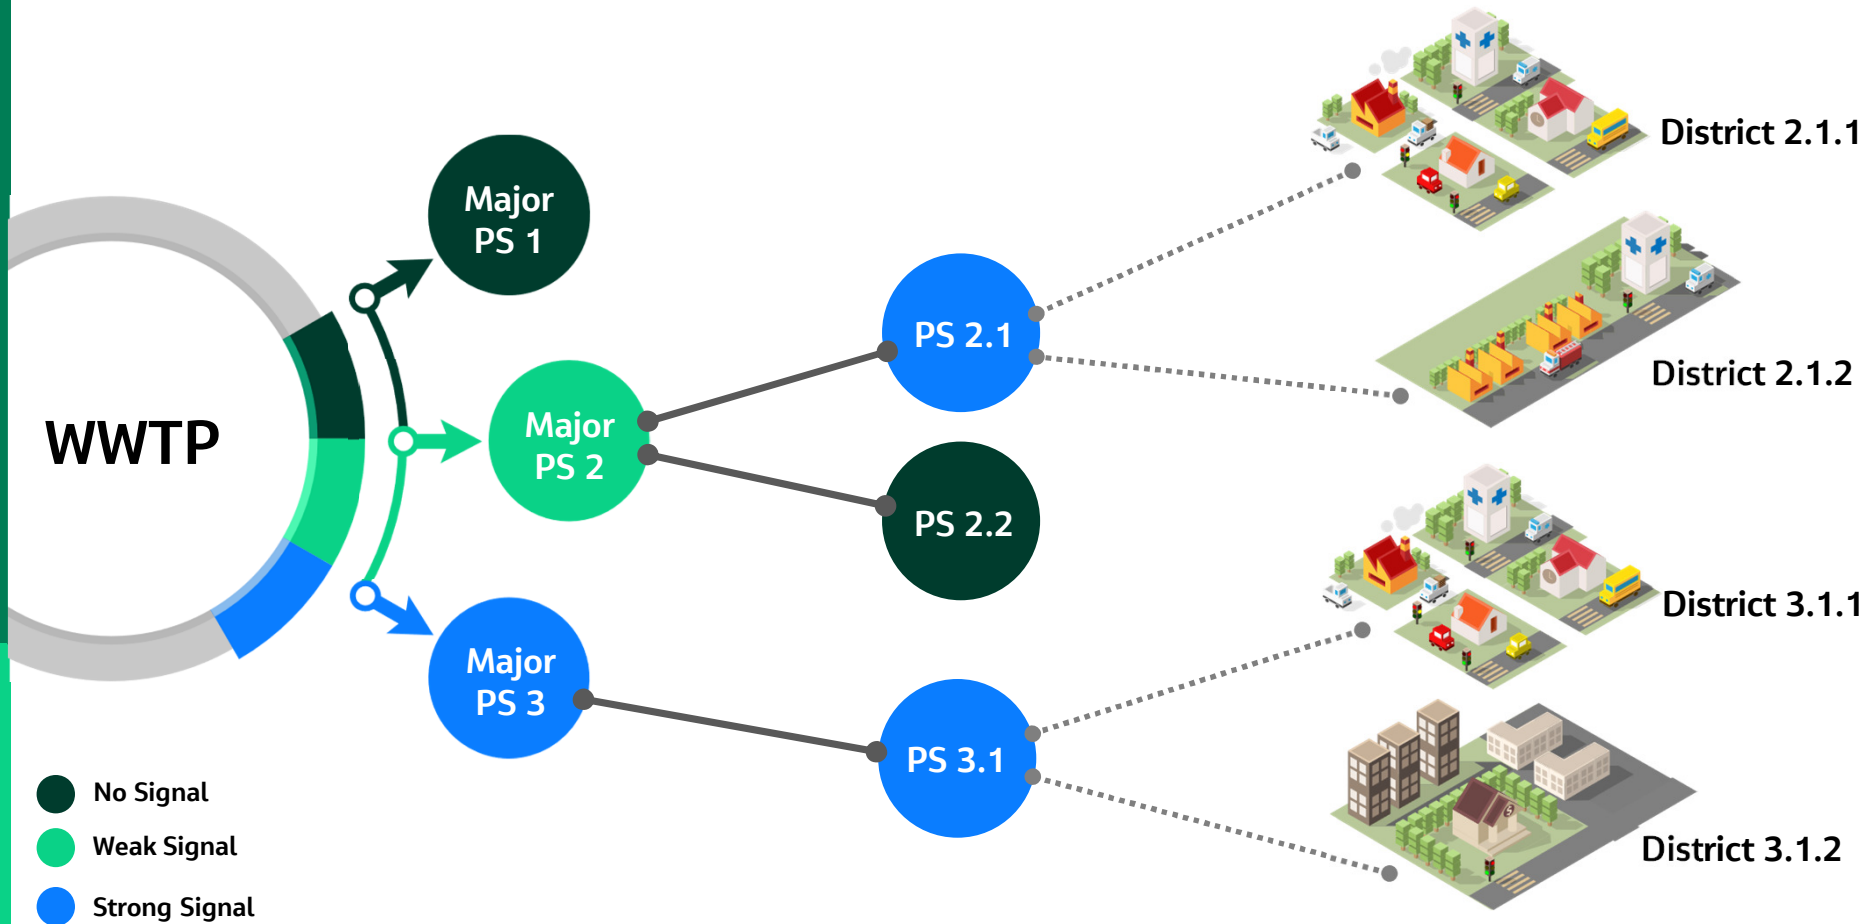 WWTP
Major
PS 1
Major
PS 2
Major
PS 3
PS 2.1
PS 2.2
PS 3.1
District 2.1.1
District 2.1.2
District 3.1.1
District 3.1.2
No Signal
Weak Signal
Strong Signal